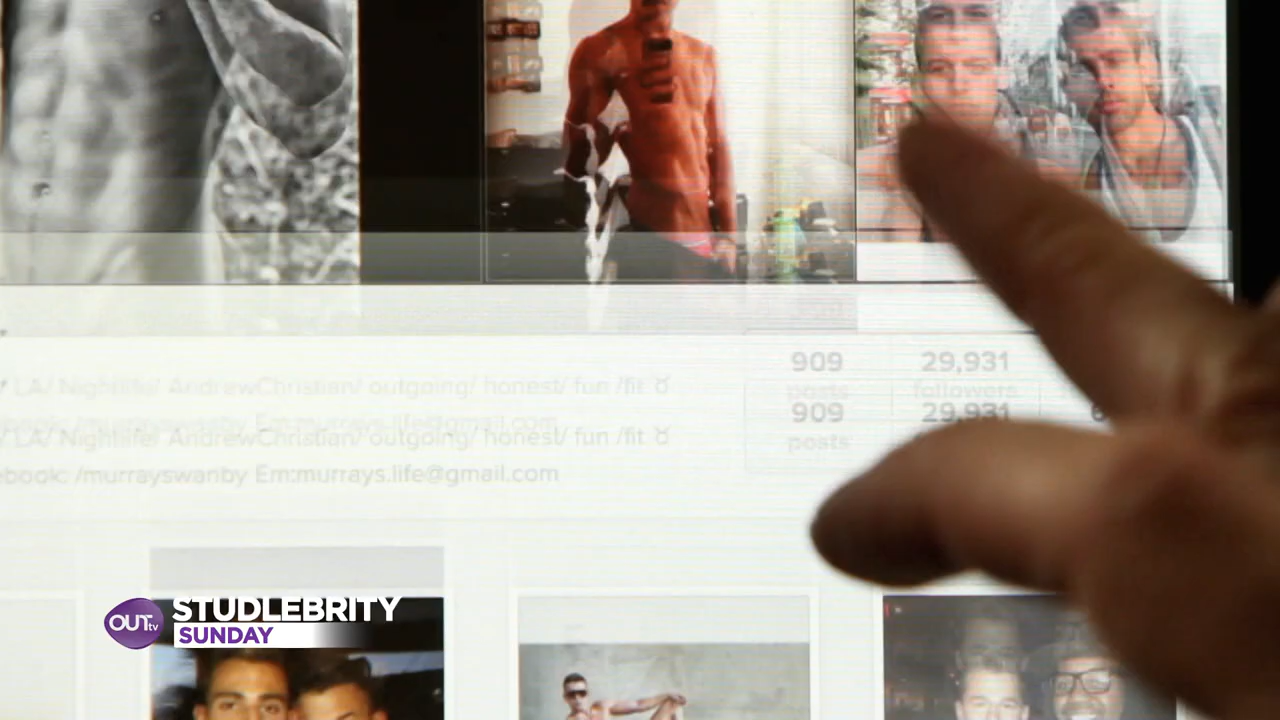 909
29,931
/ LA/ Nightlife/ AndrewChristian/ outgoing/ honest/ fun /fit ♉
posts
followers
909
29,931
6
/ LA/ Nightlife/ AndrewChristian/ outgoing/ honest/ fun /fit ♉
posts
ebook: /murrayswanby Em:murrays.life@gmail.com
OUTtv
STUDLEBRITY
SUNDAY